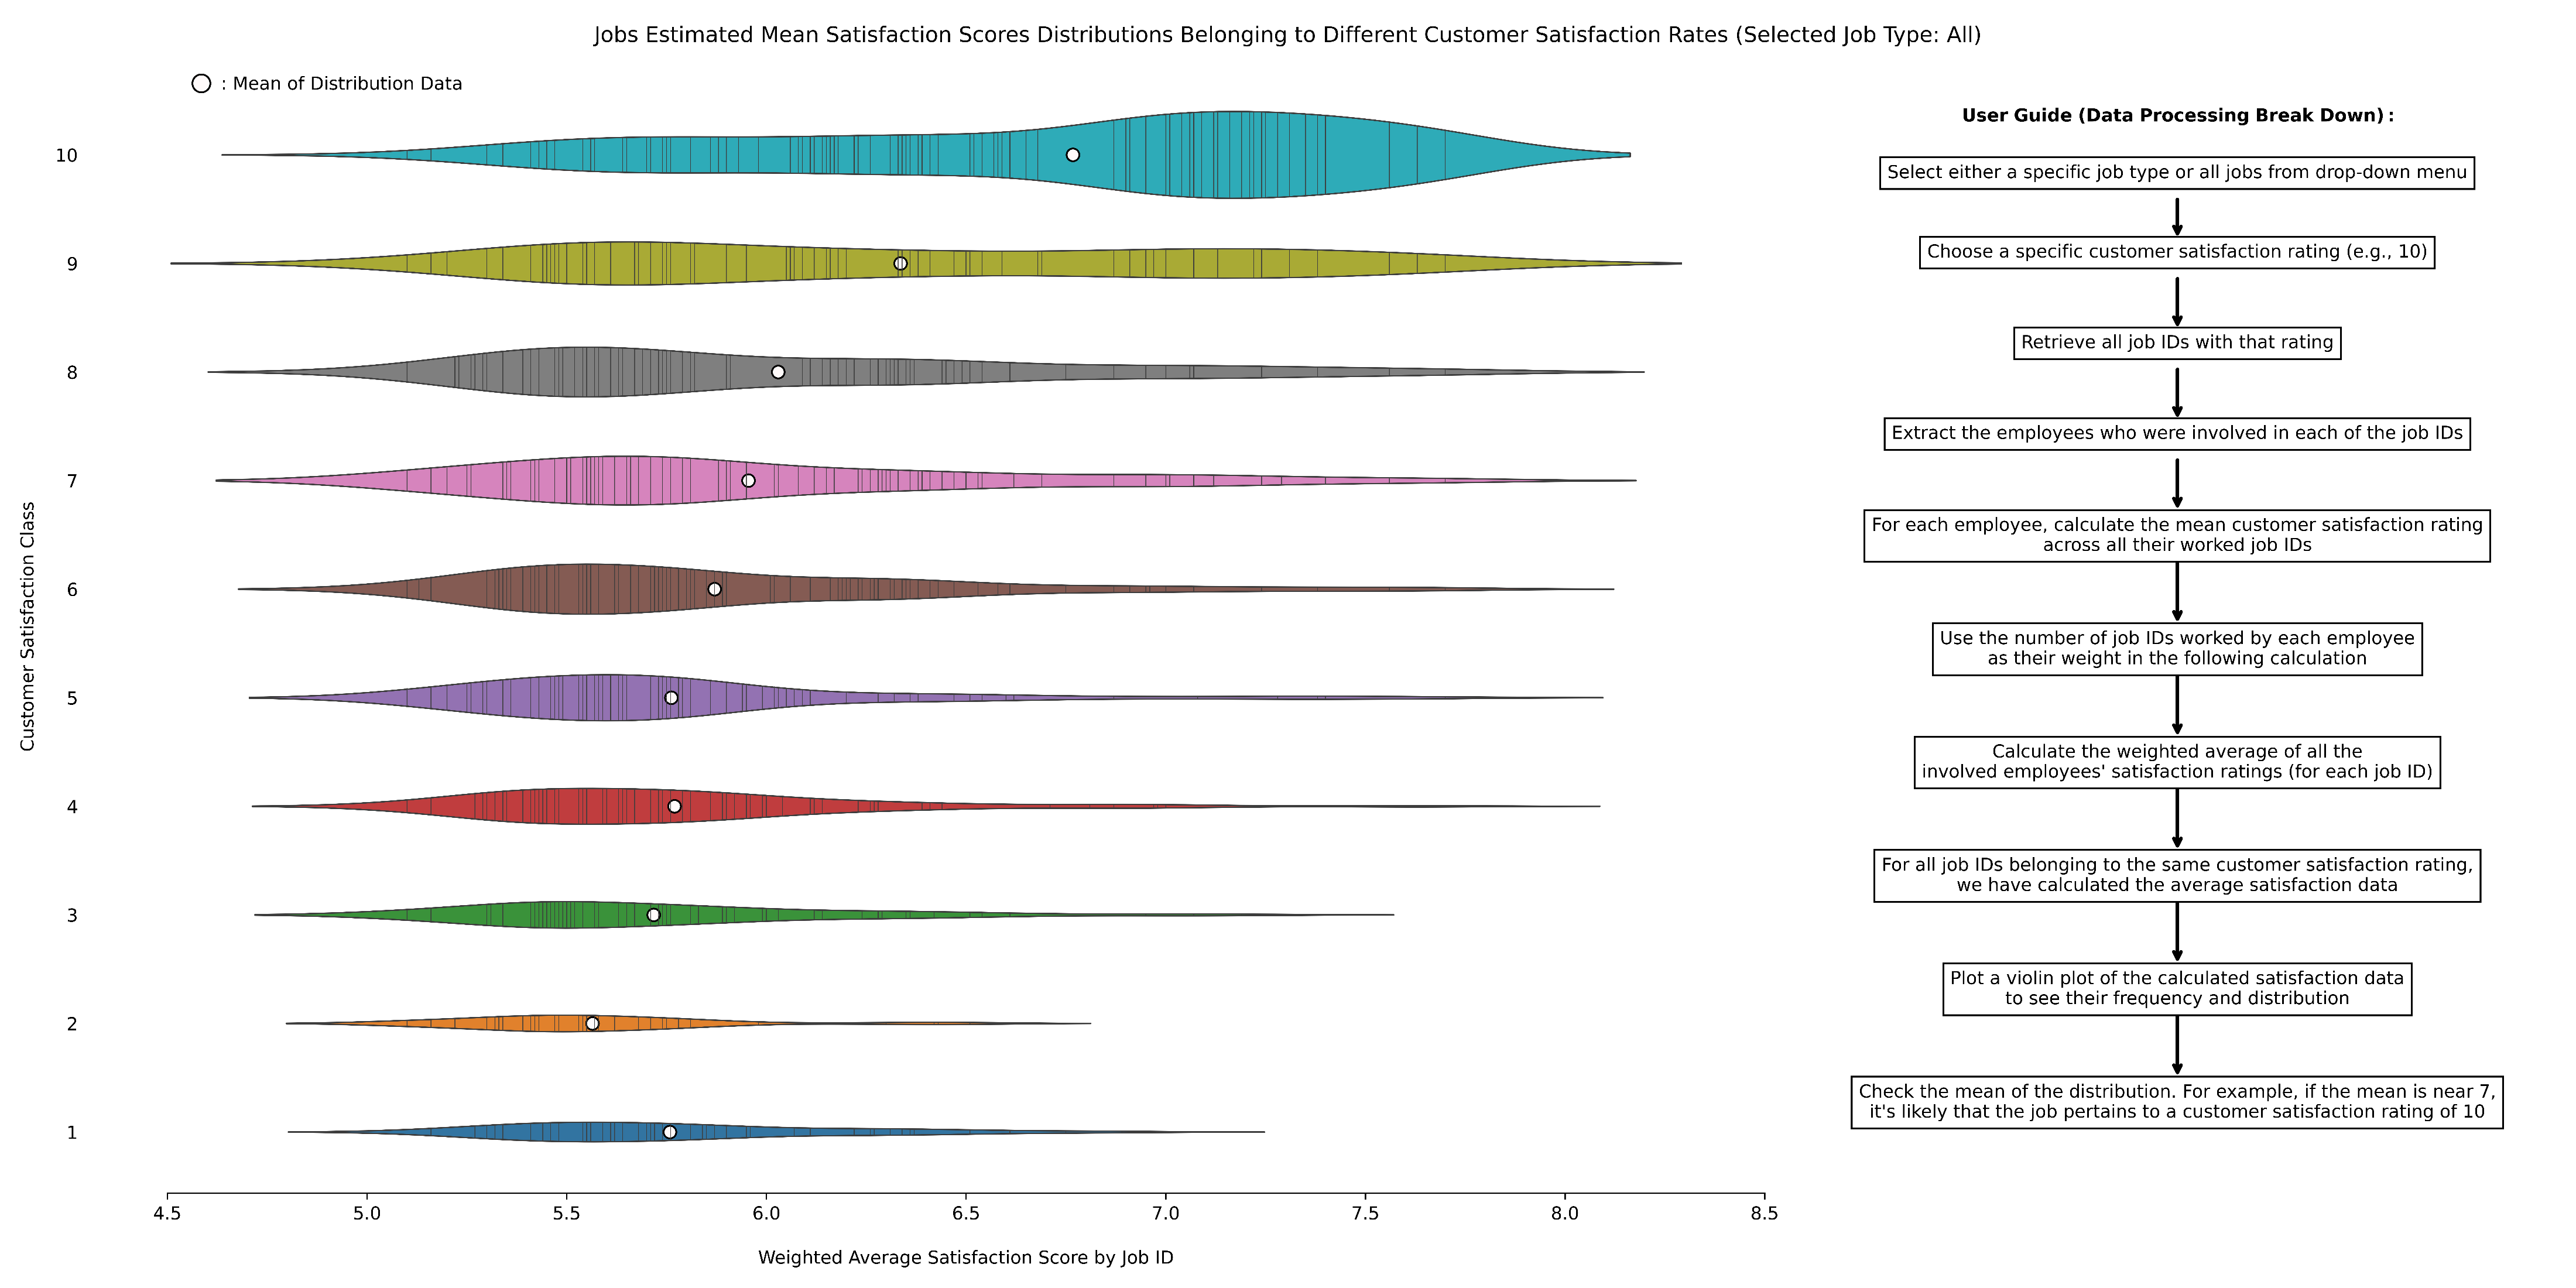 Jobs Estimated Mean Satisfaction Scores Distributions Belonging to Different Customer Satisfaction Rates (Selected Job Type: All)
: Mean of Distribution Data
10
9
8
7
6
5
4
3
2
1
Customer Satisfaction Class
4.5 5.0 5.5 6.0 6.5 7.0 7.5 8.0 8.5
Weighted Average Satisfaction Score by Job ID
User Guide (Data Processing Break Down) :
Select either a specific job type or all jobs from drop-down menu
Choose a specific customer satisfaction rating (e.g., 10)
Retrieve all job IDs with that rating
Extract the employees who were involved in each of the job IDs
For each employee, calculate the mean customer satisfaction rating
across all their worked job IDs
Use the number of job IDs worked by each employee
as their weight in the following calculation
Calculate the weighted average of all the
involved employees' satisfaction ratings (for each job ID)
For all job IDs belonging to the same customer satisfaction rating,
we have calculated the average satisfaction data
Plot a violin plot of the calculated satisfaction data
to see their frequency and distribution
Check the mean of the distribution. For example, if the mean is near 7,
it's likely that the job pertains to a customer satisfaction rating of 10